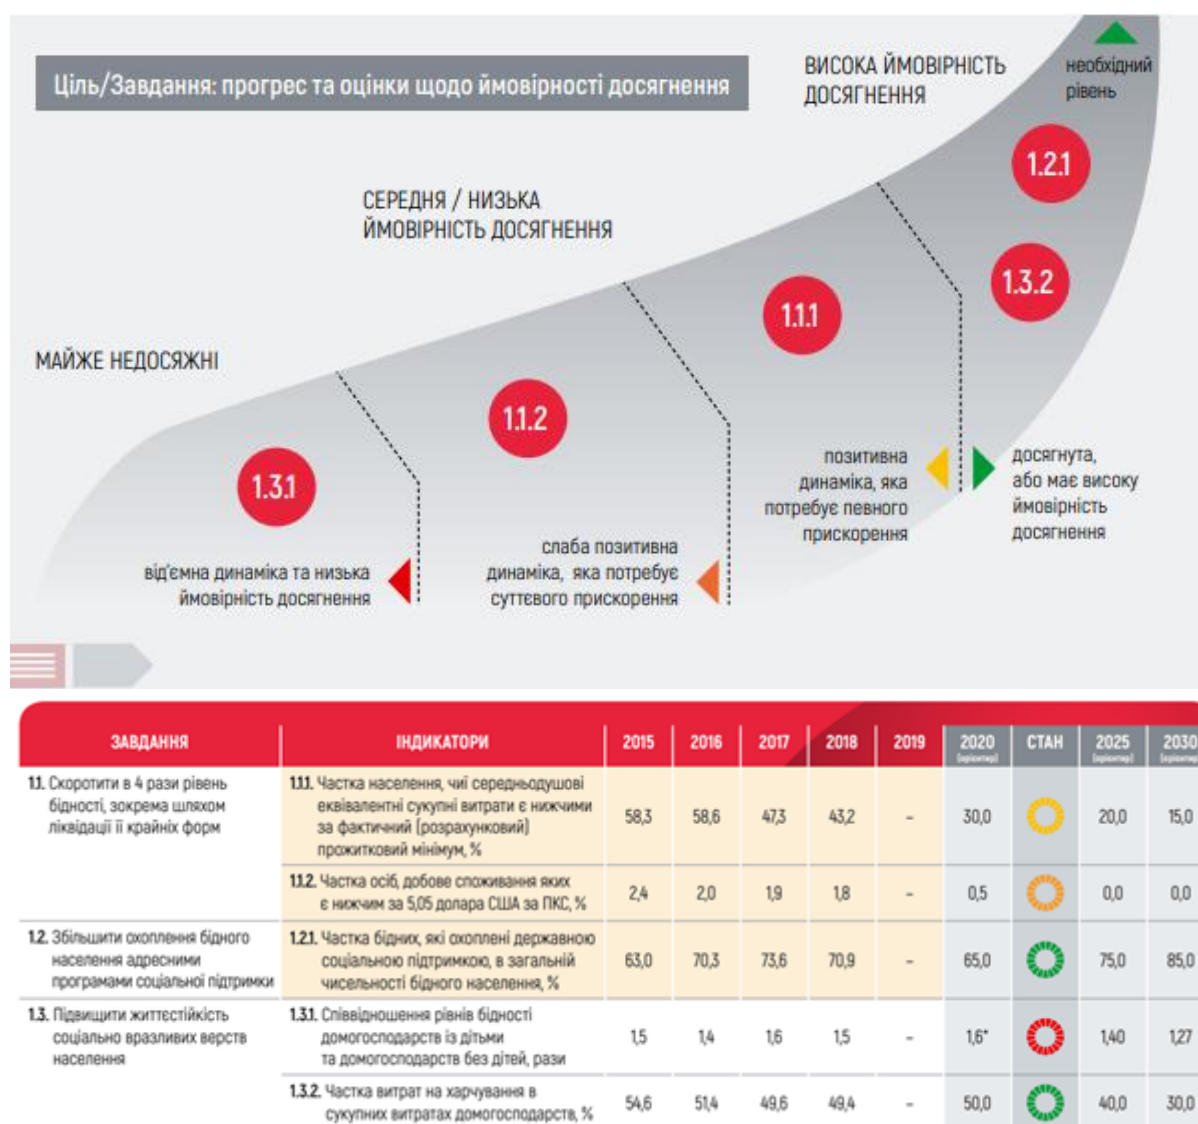 Ціль/Завдання: прогрес та оцінки щодо ймовірності досягнення
ВИСОКА ЙМОВІРНІСТЬ
ДОСЯГНЕННЯ
необхідний
рівень
1.2.1
СЕРЕДНЯ / НИЗЬКА
ЙМОВІРНІСТЬ ДОСЯГНЕННЯ
1.3.2
1.1.1
МАЙЖЕ НЕДОСЯЖНІ
1.1.2
1.3.1
позитивна
динаміка, яка
потребує певного
прискорення
досягнута,
або має високу
ймовірність
досягнення
слаба позитивна
динаміка, яка потребує
суттєвого прискорення
від'ємна динаміка та низька
ймовірність досягнення
ЗАВДАННЯ ІНДИКАТОРИ 2015 2016 2017 2018 2019 2020 СТАН 2025 2030
(орієнтир) (орієнтир) (орієнтир)
1.1. Скоротити в 4 рази рівень
бідності, зокрема шляхом
ліквідації її крайніх форм
1.1.1. Частка населення, чиї середньодушові
еквівалентні сукупні витрати є нижчими
за фактичний (розрахунковий)
прожитковий мінімум, %
58,3 58,6 47,3 43,2 – 30,0 20,0 15,0
1.1.2. Частка осіб, добове споживання яких
є нижчим за 5,05 долара США за ПКС, %
2,4 2,0 1,9 1,8 – 0,5 0,0 0,0
1.2. Збільшити охоплення бідного
населення адресними
програмами соціальної підтримки
1.2.1. Частка бідних, які охоплені державною
соціальною підтримкою, в загальній
чисельності бідного населення, %
63,0 70,3 73,6 70,9 – 65,0 75,0 85,0
1.3. Підвищити життєстійкість
соціально вразливих верств
населення
1.3.1. Співвідношення рівнів бідності
домогосподарств із дітьми
та домогосподарств без дітей, рази
1,5 1,4 1,6 1,5 – 1,6* 1,40 1,27
1.3.2. Частка витрат на харчування в
сукупних витратах домогосподарств, %
54,6 51,4 49,6 49,4 – 50,0 40,0 30,0